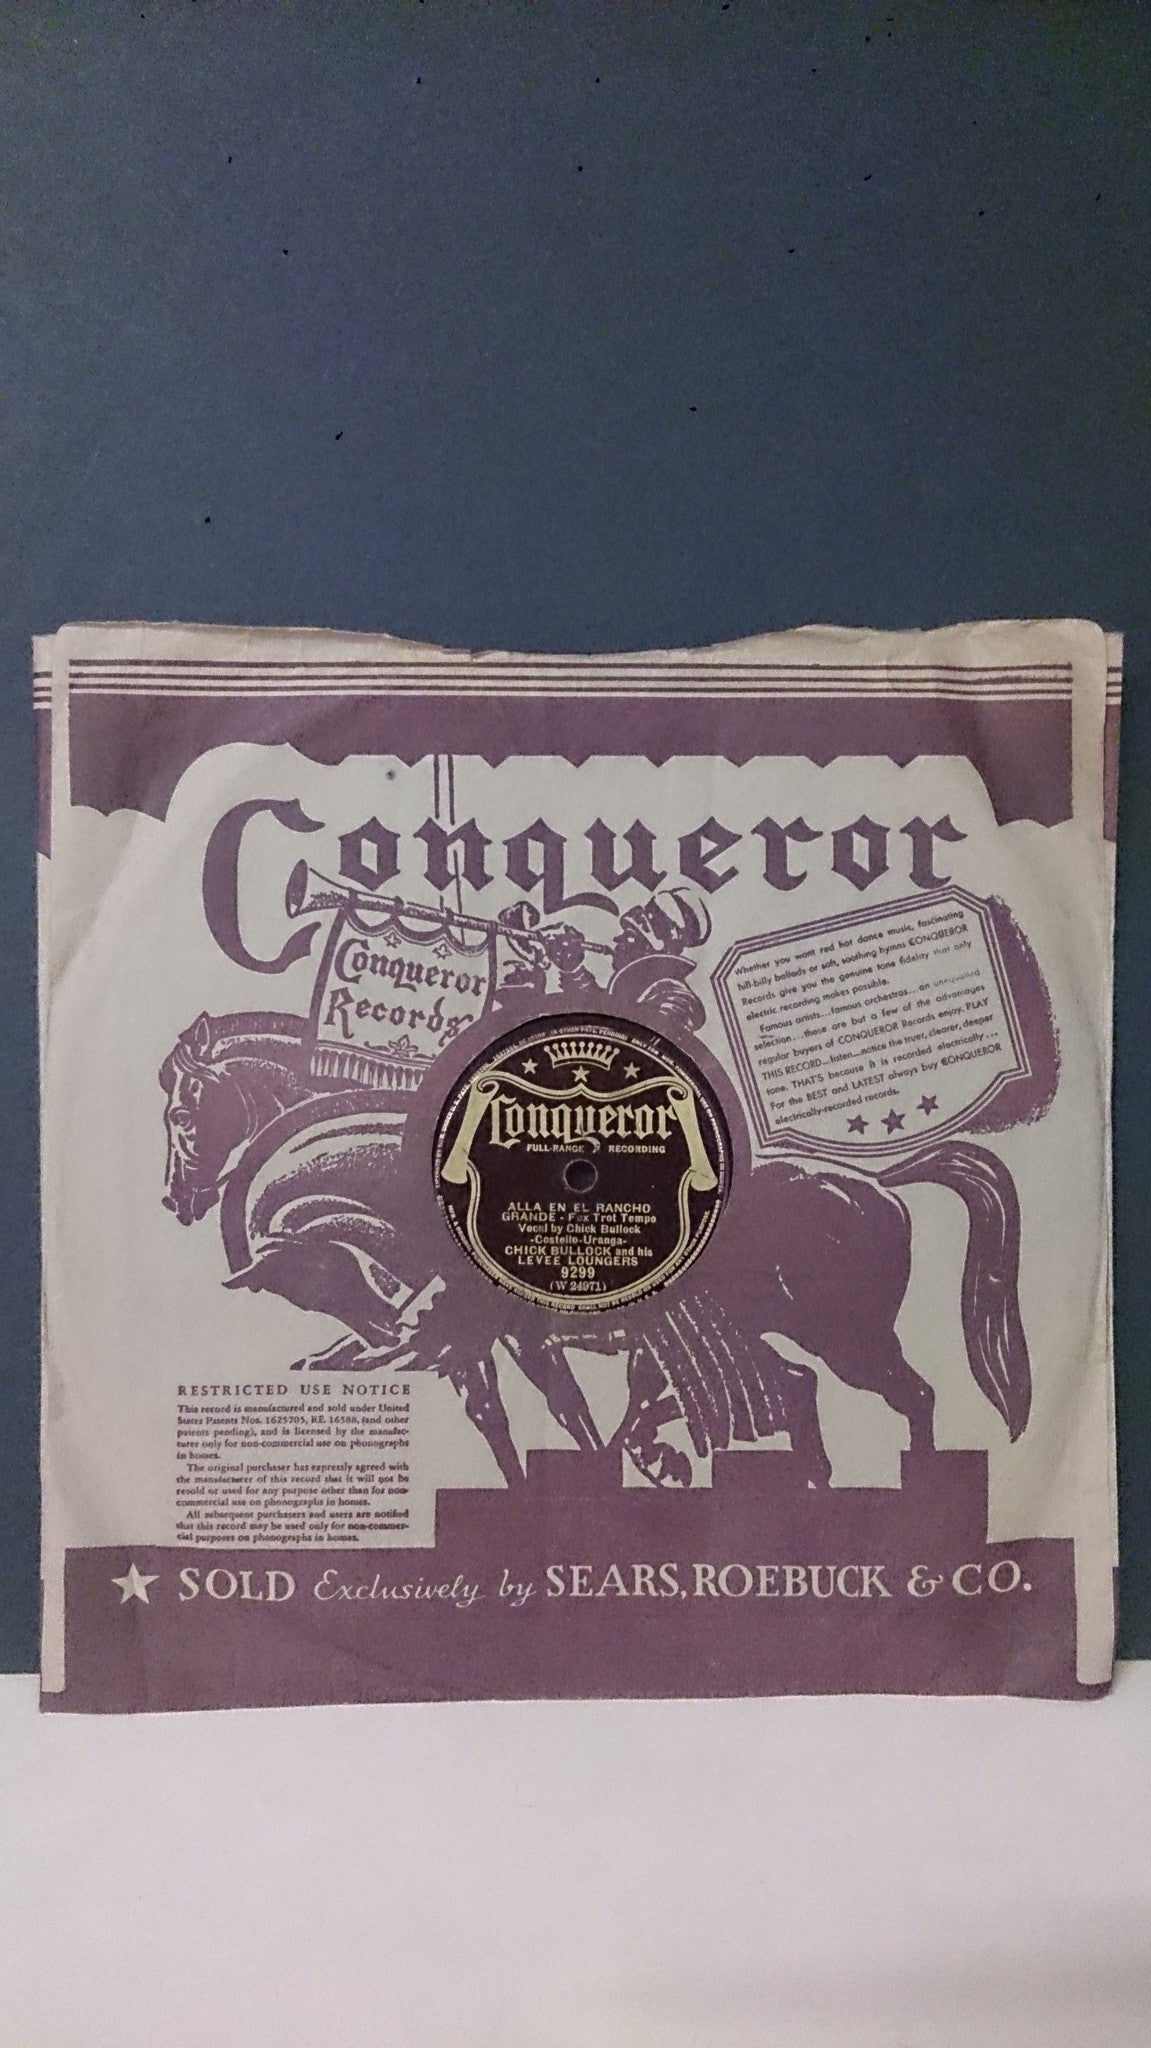 Conqueror
Conqueror
Records
Whether you want red hot dance music, fascinating
hill-billy ballads or soft, soothing hymns CONQUEROR
Records give you the genuine tone fidelity that only
electric recording makes possible.
Famous artists...famous orchestras...an unequalled
selection...these are but a few of the advantages
regular buyers of CONQUEROR Records enjoy. PLAY
THIS RECORD...listen...notice the truer, clearer, deeper
tone. THAT'S because it is recorded electrically...
For the BEST and LATEST always buy CONQUEROR
electrically-recorded records.
Conqueror
FULL-RANGE RECORDING
ALLA EN EL RANCHO
GRANDE - Fox Trot Tempo
Vocal by Chick Bullock
-Costello-Uranga-
CHICK BULLOCK and his
LEVEE LOUNGERS
9299
(W 24971)
RESTRICTED USE NOTICE
This record is manufactured and sold under United
States Patents Nos. 1625705, RE. 16588, (and other
patents pending), and is licensed by the manufac-
turer only for non-commercial use on phonographs
in homes.
The original purchaser has expressly agreed with
the manufacturer of this record that it will not be
resold or used for any purpose other than for non-
commercial use on phonographs in homes.
All subsequent purchasers and users are notified
that this record may be used only for non-commer-
cial purposes on phonographs in homes.
SOLD Exclusively by SEARS, ROEBUCK & CO.